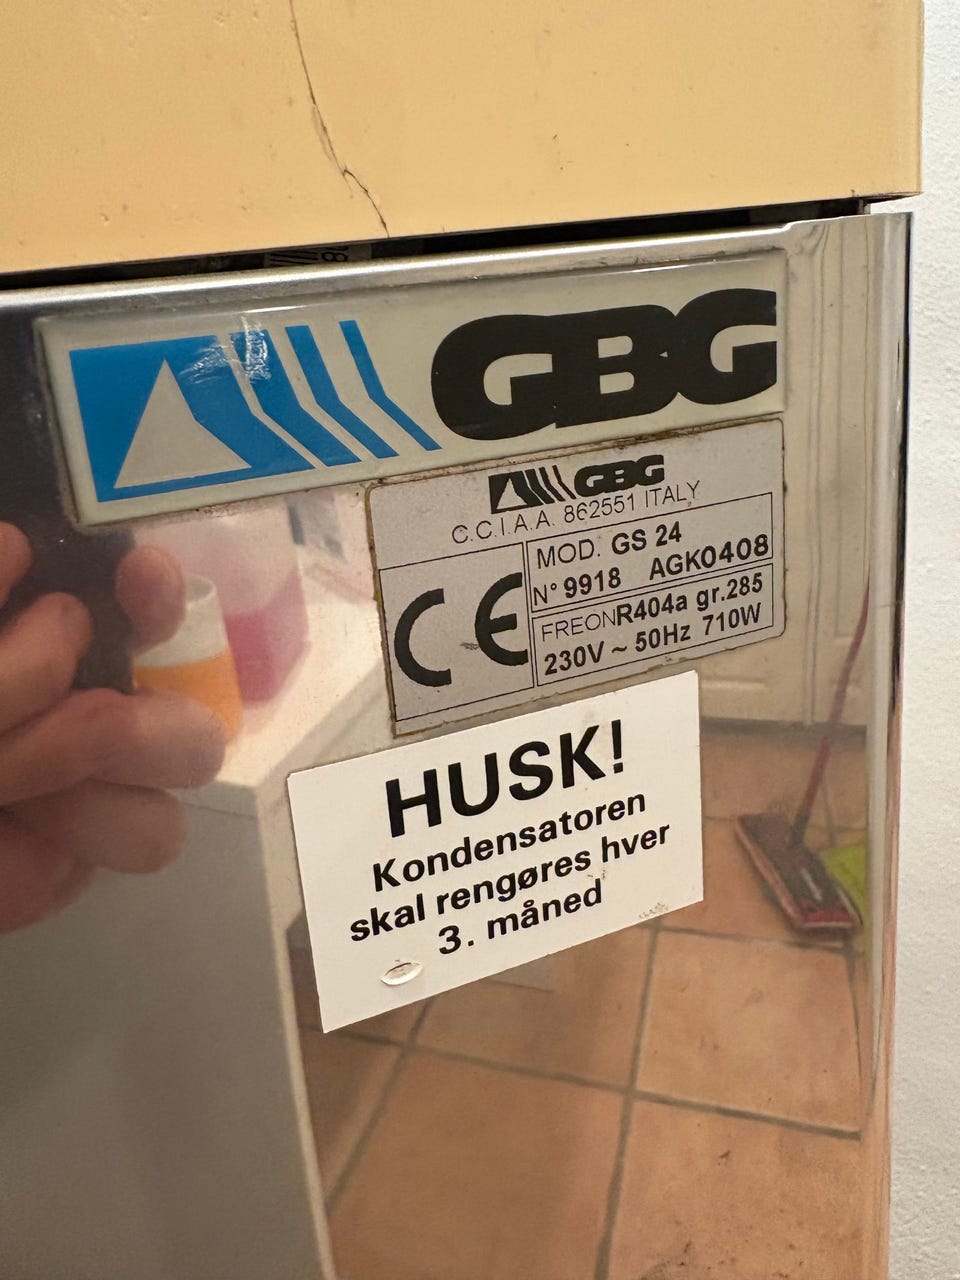 GBG
GBG
C.C.I.A.A. 862551 ITALY
CE
MOD. GS 24
N° 9918 AGK0408
FREON R404a gr.285
230V ~ 50Hz 710W
HUSK!
Kondensatoren
skal rengøres hver
3. måned